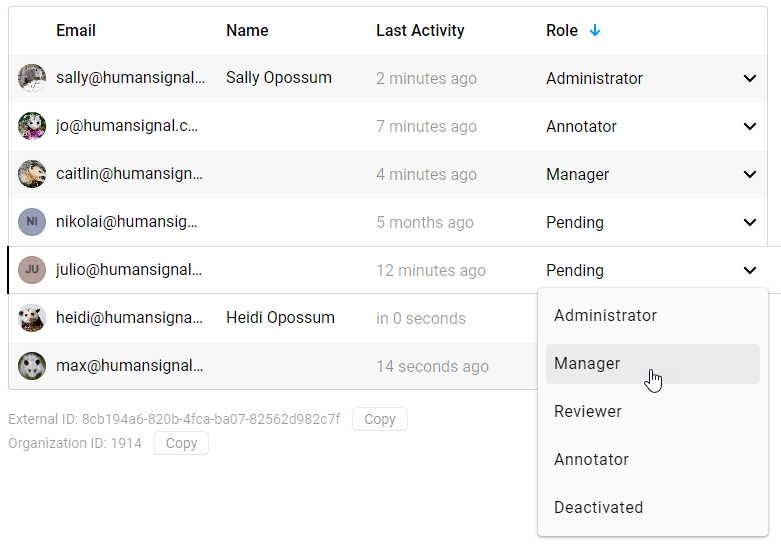 Email Name Last Activity Role
sally@humansignal... Sally Opossum 2 minutes ago Administrator
jo@humansignal.c... 7 minutes ago Annotator
caitlin@humansign... 4 minutes ago Manager
NI nikolai@humansig... 5 months ago Pending
JU julio@humansignal... 12 minutes ago Pending
heidi@humansigna... Heidi Opossum in 0 seconds
max@humansignal... 14 seconds ago
Administrator
Manager
Reviewer
Annotator
Deactivated
External ID: 8cb194a6-820b-4fca-ba07-82562d982c7f Copy
Organization ID: 1914 Copy